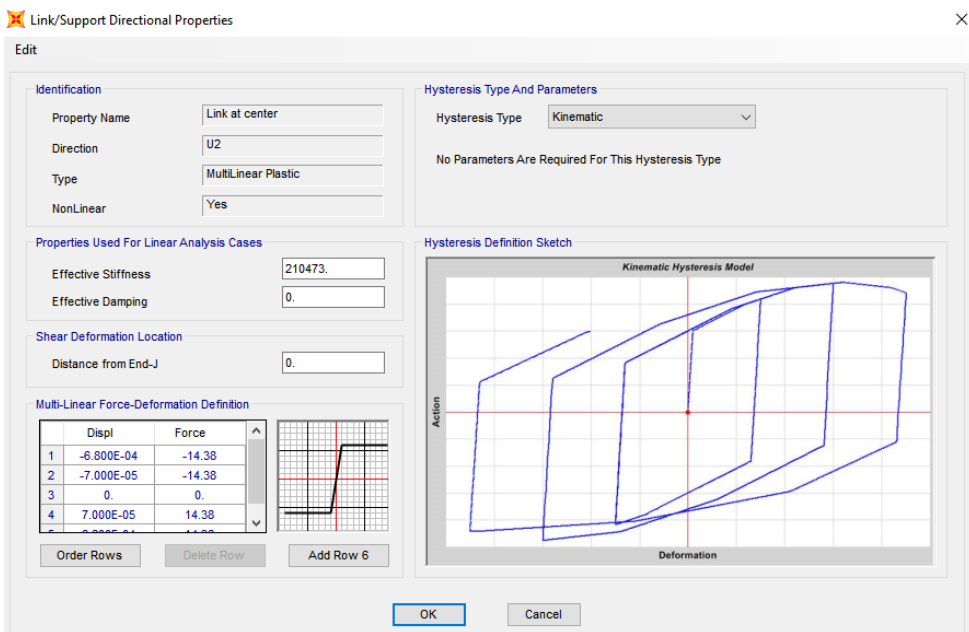 Link/Support Directional Properties
Edit
Identification
Property Name Link at center
Direction U2
Type MultiLinear Plastic
NonLinear Yes
Hysteresis Type And Parameters
Hysteresis Type Kinematic
No Parameters Are Required For This Hysteresis Type
Properties Used For Linear Analysis Cases
Effective Stiffness 210473.
Effective Damping 0.
Shear Deformation Location
Distance from End-J 0.
Multi-Linear Force-Deformation Definition
Displ Force
1 -6.800E-04 -14.38
2 -7.000E-05 -14.38
3 0. 0.
4 7.000E-05 14.38
Order Rows Delete Row Add Row 6
Hysteresis Definition Sketch
Kinematic Hysteresis Model
Action
Deformation
OK Cancel